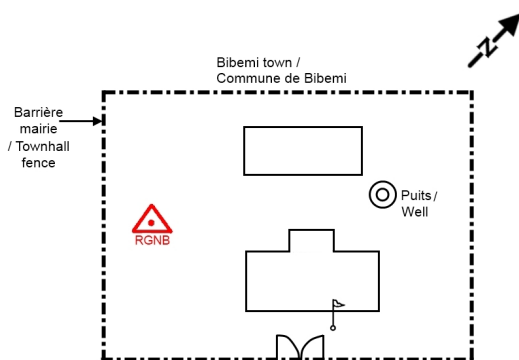 N
Bibemi town /
Commune de Bibemi
Barrière
mairie
/ Townhall
fence
Puits /
Well
RGNB